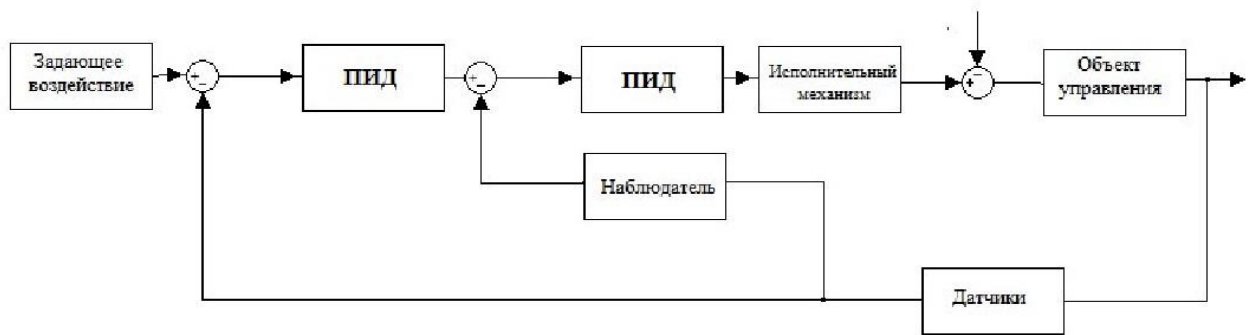 Задающее
воздействие
ПИД
ПИД
Исполнительный
механизм
Объект
управления
Наблюдатель
Датчики